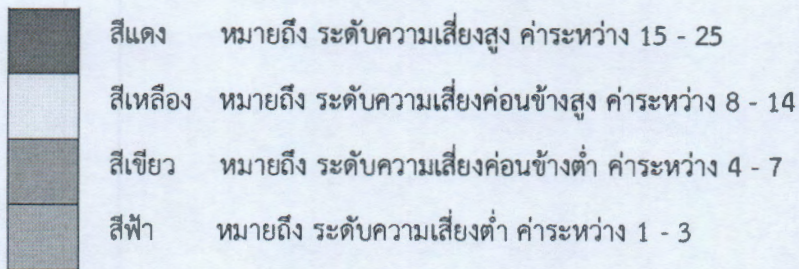 สีแดง หมายถึง ระดับความเสี่ยงสูง ค่าระหว่าง 15 - 25
สีเหลือง หมายถึง ระดับความเสี่ยงค่อนข้างสูง ค่าระหว่าง 8 - 14
สีเขียว หมายถึง ระดับความเสี่ยงค่อนข้างต่ำ ค่าระหว่าง 4 - 7
สีฟ้า หมายถึง ระดับความเสี่ยงต่ำ ค่าระหว่าง 1 - 3